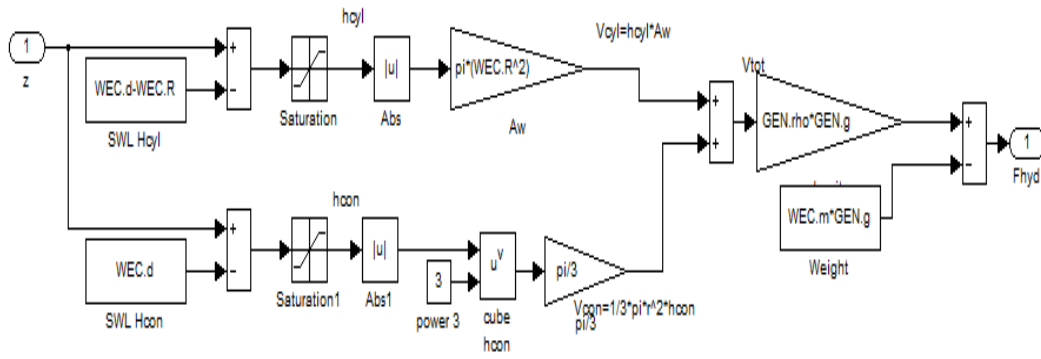 hcyl
Vcyl=hcyl*Aw
1
z
+
−
WEC.d-WEC.R
SWL Hcyl
Saturation
|u|
Abs
pi*(WEC.R^2)
Aw
Vtot
+
+
GEN.rho*GEN.g
+
−
1
Fhyd
WEC.m*GEN.g
Weight
hcon
+
−
WEC.d
SWL Hcon
Saturation1
|u|
Abs1
3
power 3
u^v
cube
hcon
pi/3
Vcon=1/3*pi*r^2*hcon
pi/3